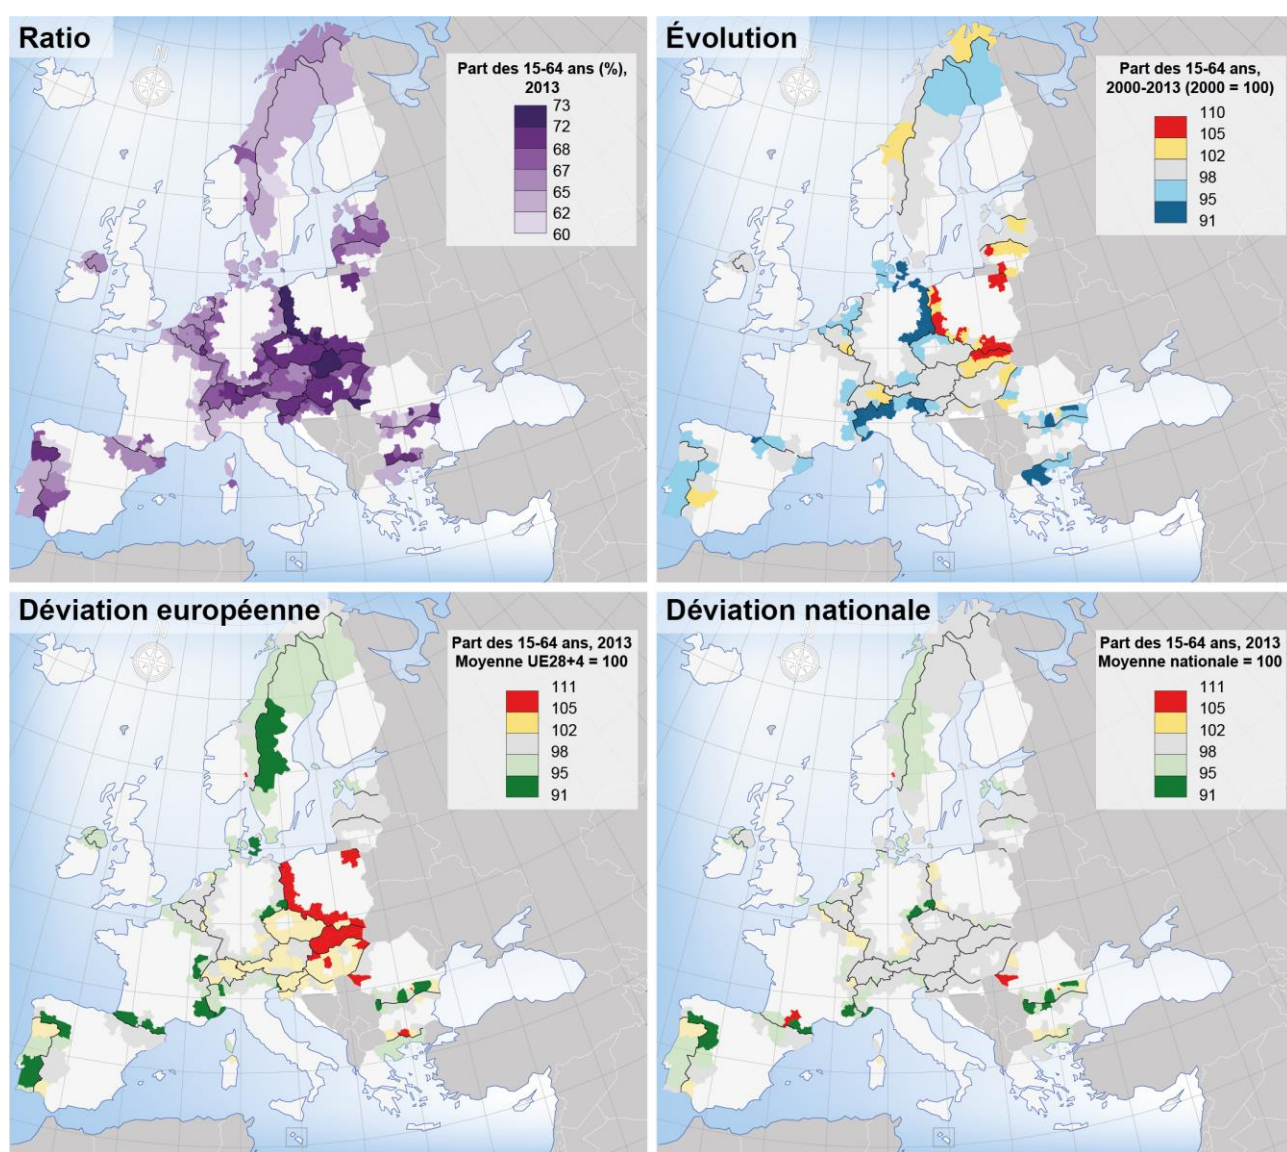 Ratio
Part des 15-64 ans (%),
2013
73
72
68
67
65
62
60
N
Évolution
Part des 15-64 ans,
2000-2013 (2000 = 100)
110
105
102
98
95
91
N
Déviation européenne
Part des 15-64 ans, 2013
Moyenne UE28+4 = 100
111
105
102
98
95
91
N
Déviation nationale
Part des 15-64 ans, 2013
Moyenne nationale = 100
111
105
102
98
95
91
N